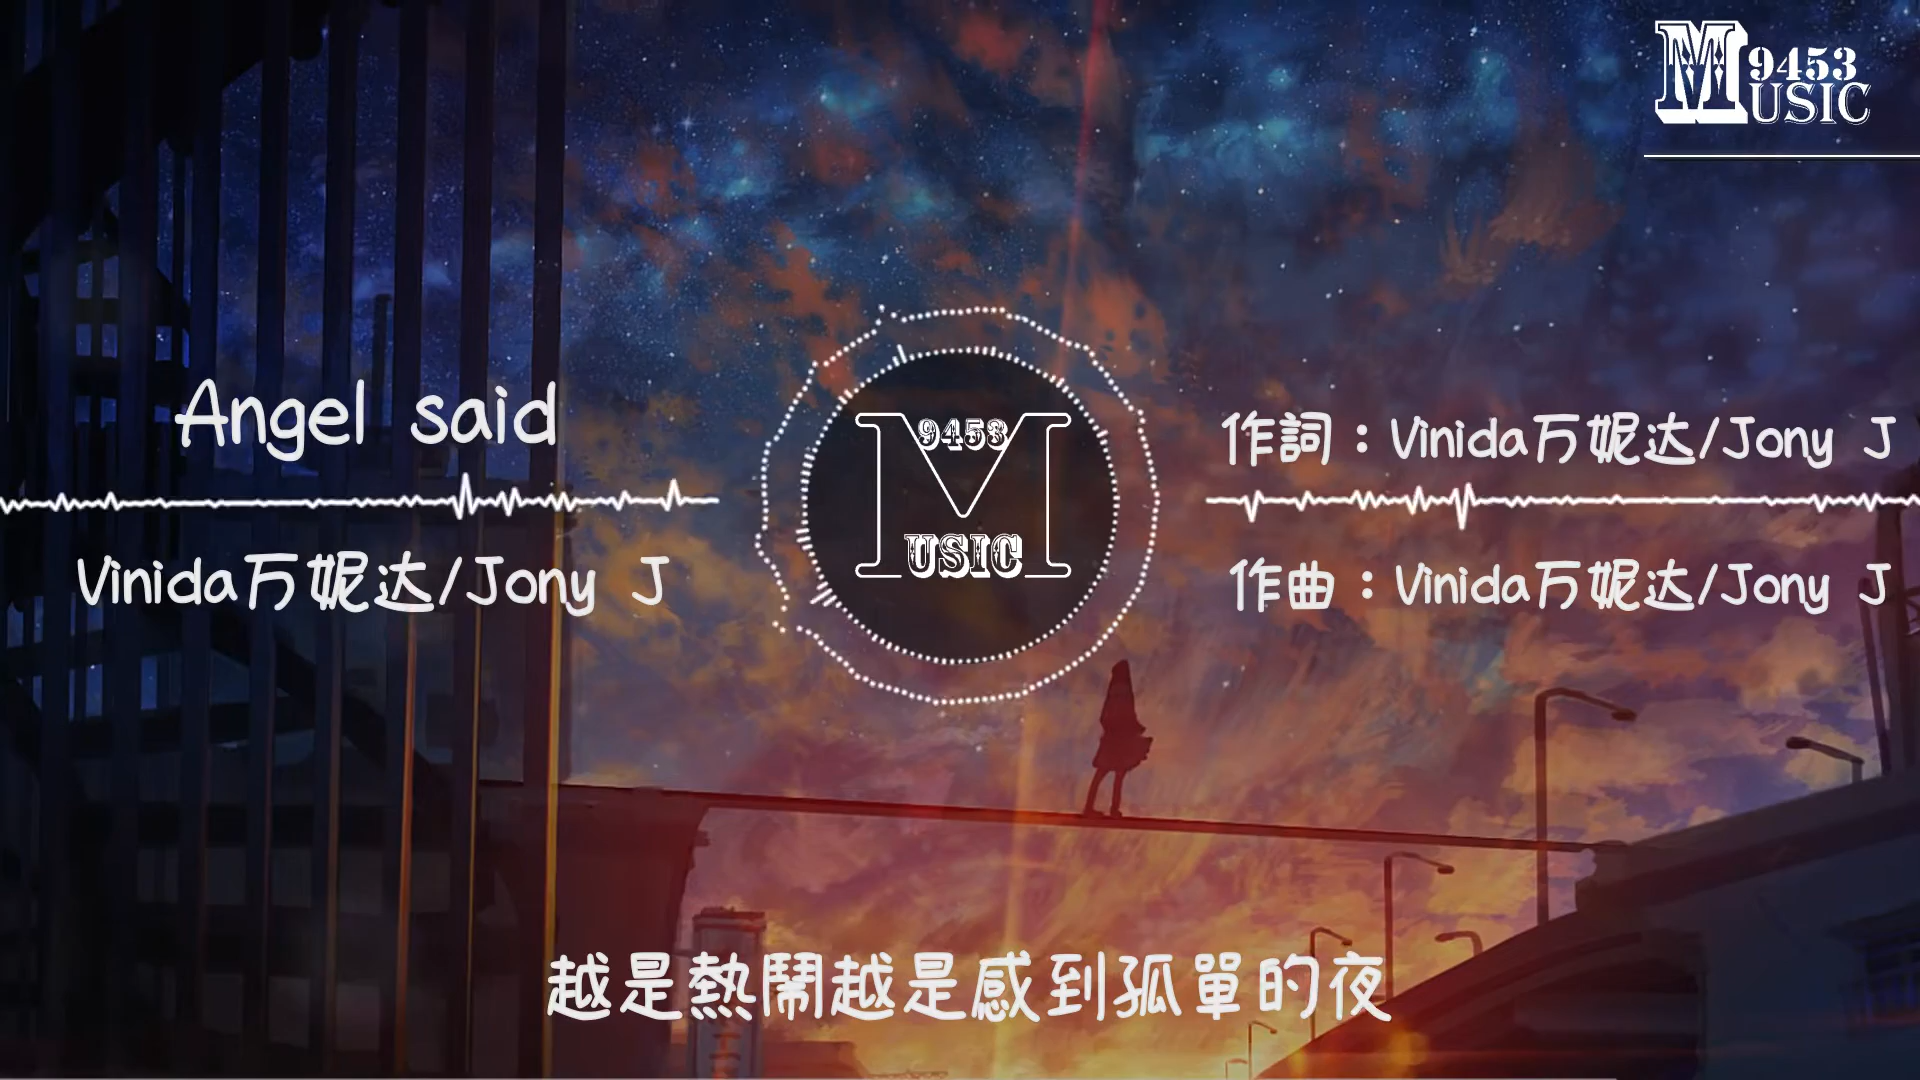 9453
MUSIC
Angel said
Vinida万妮达/Jony J
9453
MUSIC
作詞：Vinida万妮达/Jony J
作曲：Vinida万妮达/Jony J
越是熱鬧越是感到孤單的夜